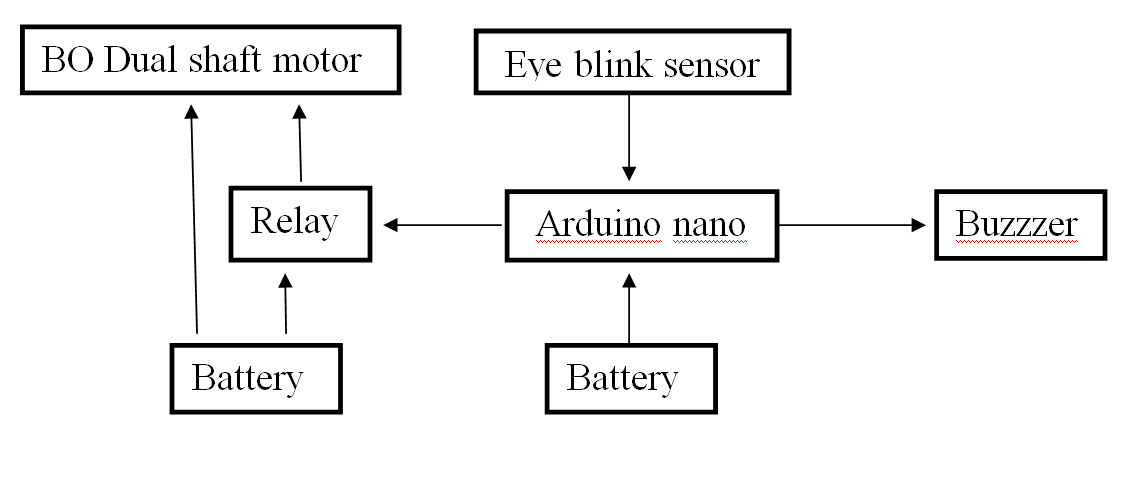 BO Dual shaft motor
Eye blink sensor
Relay
Arduino nano
Buzzzer
Battery
Battery